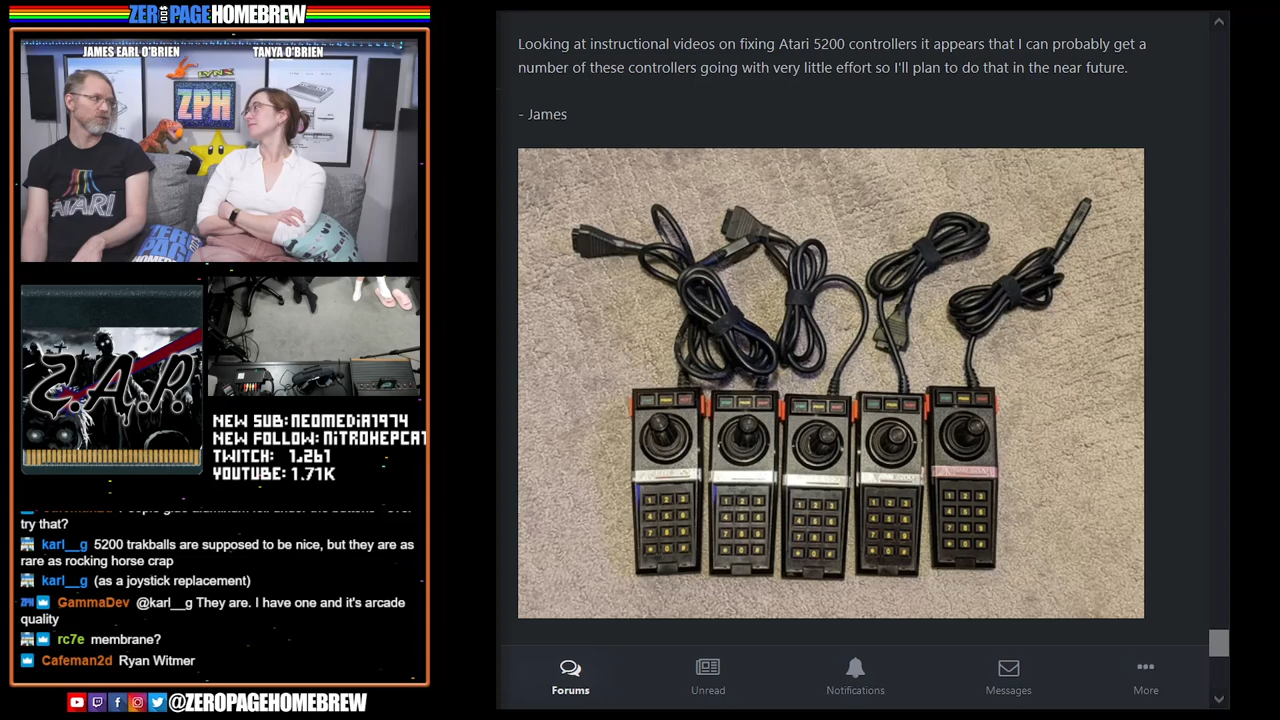 ZEROPAGE HOMEBREW
JAMES EARL O'BRIEN
TANYA O'BRIEN
LYNX
ZPH
ATARI
ZERO
PAGE
Z.A.P.
NEW SUB: NEOMEDIA1974
NEW FOLLOW: NITROHEPCAT
TWITCH: 1,261
YOUTUBE: 1.71K
try that?
karl__g 5200 trakballs are supposed to be nice, but they are as
rare as rocking horse crap
karl__g (as a joystick replacement)
GammaDev @karl__g They are. I have one and it's arcade
quality
rc7e membrane?
Cafeman2d Ryan Witmer
@ZEROPAGEHOMEBREW
Looking at instructional videos on fixing Atari 5200 controllers it appears that I can probably get a
number of these controllers going with very little effort so I'll plan to do that in the near future.
- James
Forums
Unread
Notifications
Messages
More